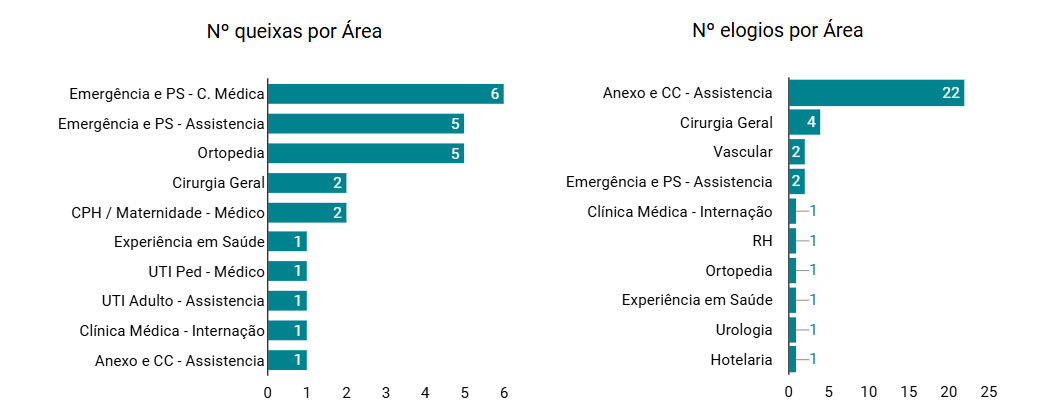 Nº queixas por Área
Emergência e PS - C. Médica 6
Emergência e PS - Assistencia 5
Ortopedia 5
Cirurgia Geral 2
CPH / Maternidade - Médico 2
Experiência em Saúde 1
UTI Ped - Médico 1
UTI Adulto - Assistencia 1
Clínica Médica - Internação 1
Anexo e CC - Assistencia 1
0 1 2 3 4 5 6
Nº elogios por Área
Anexo e CC - Assistencia 22
Cirurgia Geral 4
Vascular 2
Emergência e PS - Assistencia 2
Clínica Médica - Internação 1
RH 1
Ortopedia 1
Experiência em Saúde 1
Urologia 1
Hotelaria 1
0 5 10 15 20 25